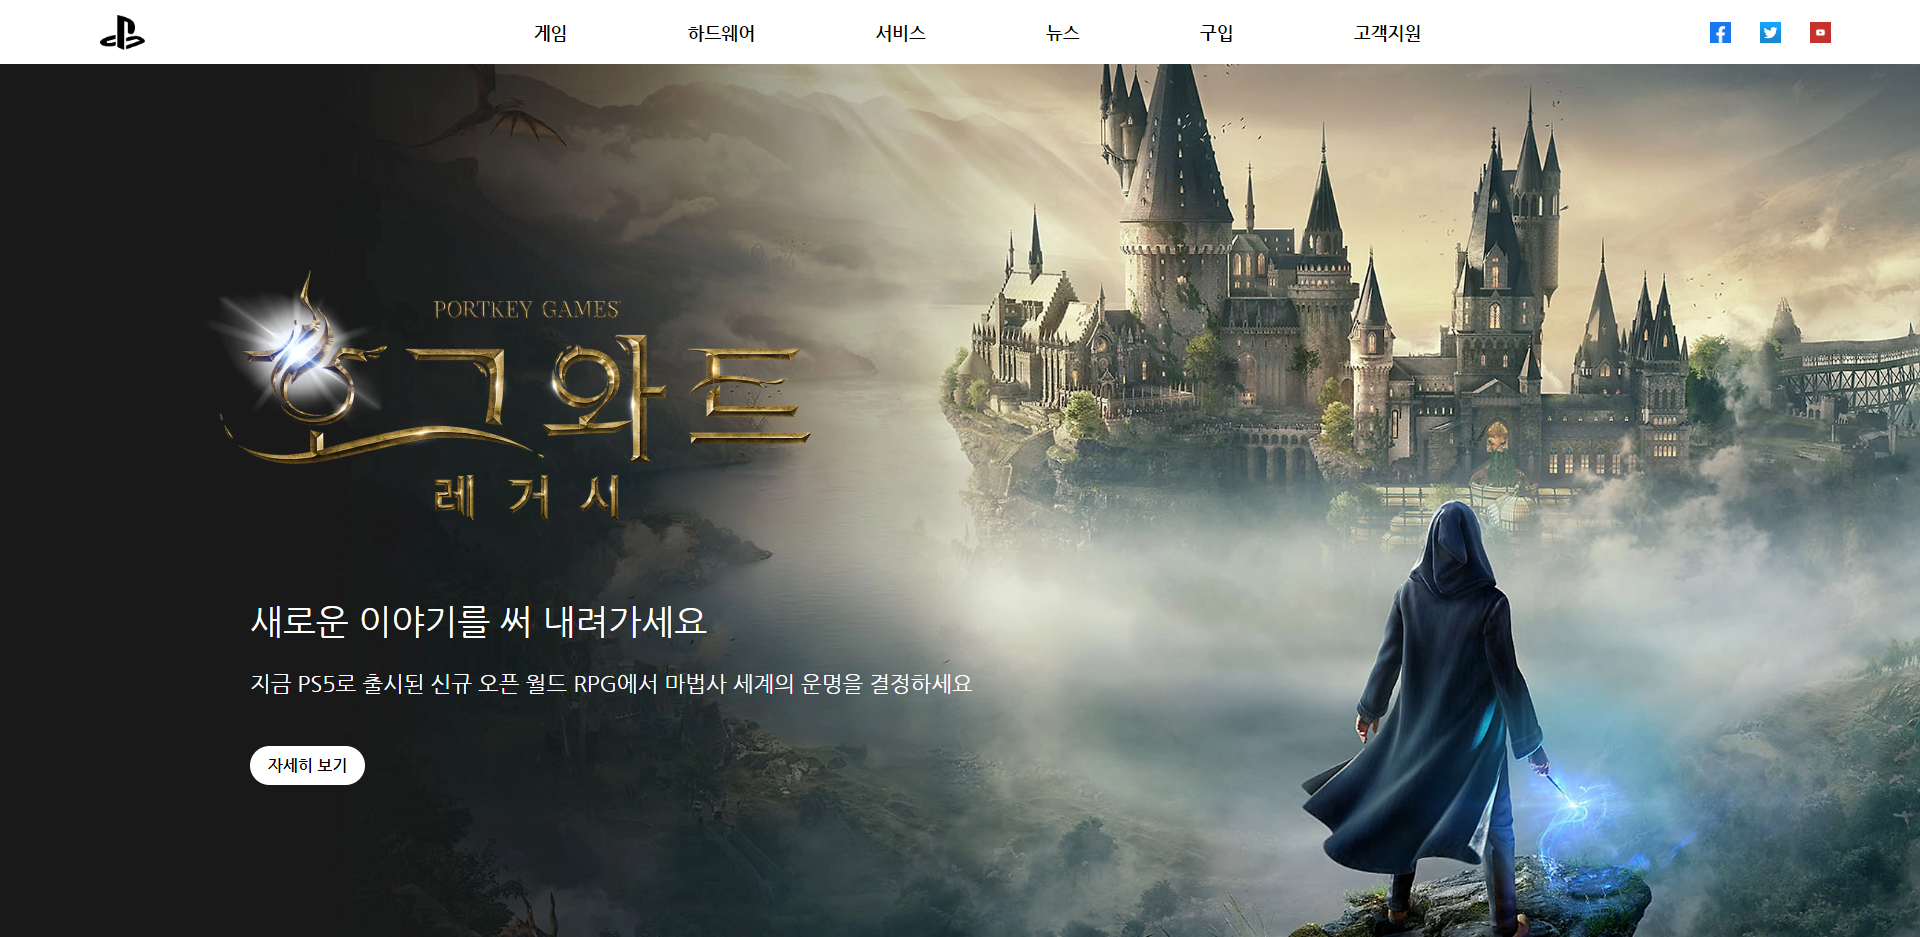 게임 하드웨어 서비스 뉴스 구입 고객지원
PORTKEY GAMES
호그와트
레거시
새로운 이야기를 써 내려가세요
지금 PS5로 출시된 신규 오픈 월드 RPG에서 마법사 세계의 운명을 결정하세요
자세히 보기